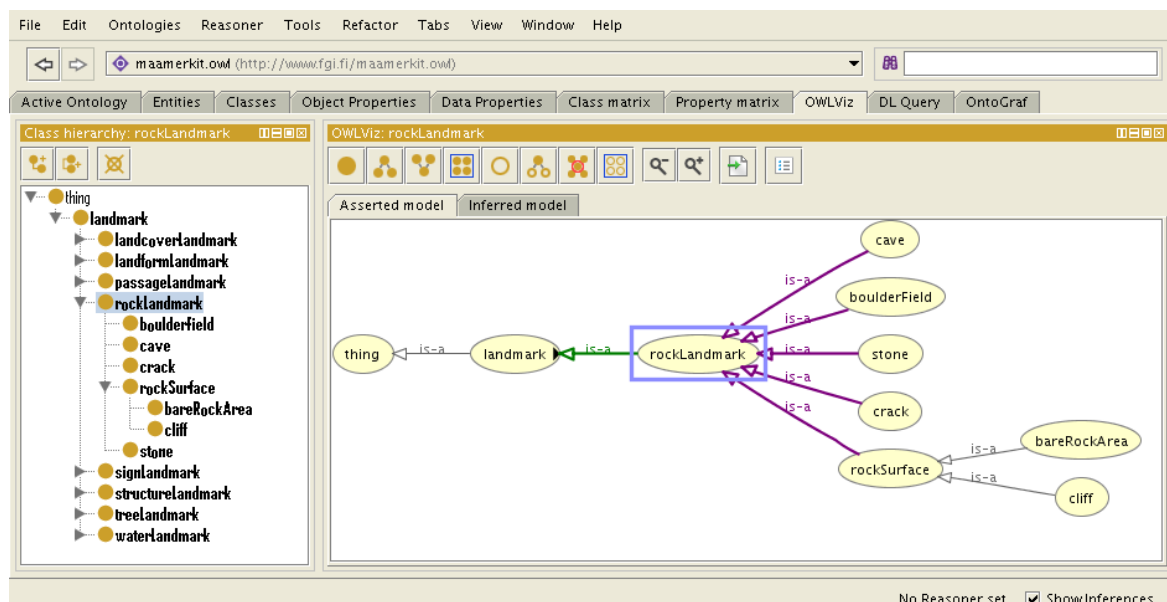 File Edit Ontologies Reasoner Tools Refactor Tabs View Window Help
maamerkit.owl (http://www.fgi.fi/maamerkit.owl)
Active Ontology Entities Classes Object Properties Data Properties Class matrix Property matrix OWLViz DL Query OntoGraf
Class hierarchy: rockLandmark
thing
landmark
landcoverLandmark
landformLandmark
passageLandmark
rockLandmark
boulderField
cave
crack
rockSurface
bareRockArea
cliff
stone
signLandmark
structureLandmark
treeLandmark
waterLandmark
OWLViz: rockLandmark
Asserted model Inferred model
cave
is-a
boulderField
is-a
thing is-a landmark is-a rockLandmark is-a stone
is-a
crack
is-a
bareRockArea
is-a
rockSurface
is-a
cliff
No Reasoner set Show Inferences